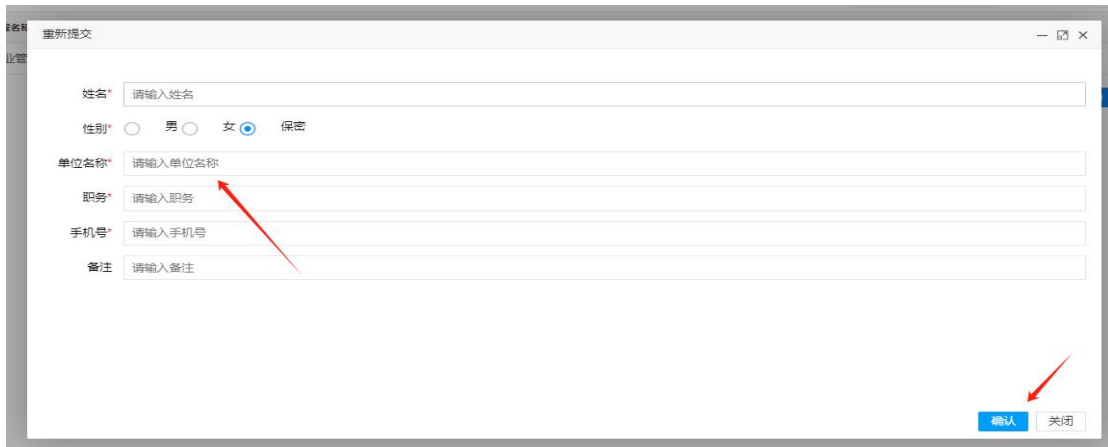 重新提交
业管
姓名* 请输入姓名
性别* 男 女 保密
单位名称* 请输入单位名称
职务* 请输入职务
手机号* 请输入手机号
备注 请输入备注
确认 关闭